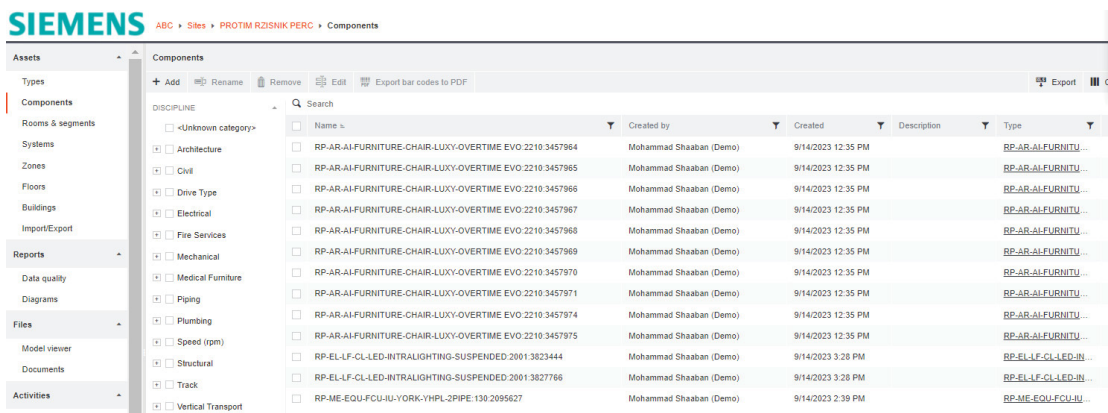 SIEMENS ABC ▸ Sites ▸ PROTIM RZISNIK PERC ▸ Components
Assets
Types
Components
Rooms & segments
Systems
Zones
Floors
Buildings
Import/Export
Reports
Data quality
Diagrams
Files
Model viewer
Documents
Activities
Components
+ Add Rename Remove Edit Export bar codes to PDF Export
DISCIPLINE
<Unknown category>
Architecture
Civil
Drive Type
Electrical
Fire Services
Mechanical
Medical Furniture
Piping
Plumbing
Speed (rpm)
Structural
Track
Vertical Transport
Search
Name Created by Created Description Type
RP-AR-AI-FURNITURE-CHAIR-LUXY-OVERTIME EVO:2210:3457964 Mohammad Shaaban (Demo) 9/14/2023 12:35 PM RP-AR-AI-FURNITU...
RP-AR-AI-FURNITURE-CHAIR-LUXY-OVERTIME EVO:2210:3457965 Mohammad Shaaban (Demo) 9/14/2023 12:35 PM RP-AR-AI-FURNITU...
RP-AR-AI-FURNITURE-CHAIR-LUXY-OVERTIME EVO:2210:3457966 Mohammad Shaaban (Demo) 9/14/2023 12:35 PM RP-AR-AI-FURNITU...
RP-AR-AI-FURNITURE-CHAIR-LUXY-OVERTIME EVO:2210:3457967 Mohammad Shaaban (Demo) 9/14/2023 12:35 PM RP-AR-AI-FURNITU...
RP-AR-AI-FURNITURE-CHAIR-LUXY-OVERTIME EVO:2210:3457968 Mohammad Shaaban (Demo) 9/14/2023 12:35 PM RP-AR-AI-FURNITU...
RP-AR-AI-FURNITURE-CHAIR-LUXY-OVERTIME EVO:2210:3457969 Mohammad Shaaban (Demo) 9/14/2023 12:35 PM RP-AR-AI-FURNITU...
RP-AR-AI-FURNITURE-CHAIR-LUXY-OVERTIME EVO:2210:3457970 Mohammad Shaaban (Demo) 9/14/2023 12:35 PM RP-AR-AI-FURNITU...
RP-AR-AI-FURNITURE-CHAIR-LUXY-OVERTIME EVO:2210:3457971 Mohammad Shaaban (Demo) 9/14/2023 12:35 PM RP-AR-AI-FURNITU...
RP-AR-AI-FURNITURE-CHAIR-LUXY-OVERTIME EVO:2210:3457974 Mohammad Shaaban (Demo) 9/14/2023 12:35 PM RP-AR-AI-FURNITU...
RP-AR-AI-FURNITURE-CHAIR-LUXY-OVERTIME EVO:2210:3457975 Mohammad Shaaban (Demo) 9/14/2023 12:35 PM RP-AR-AI-FURNITU...
RP-EL-LF-CL-LED-INTRALIGHTING-SUSPENDED:2001:3823444 Mohammad Shaaban (Demo) 9/14/2023 3:28 PM RP-EL-LF-CL-LED-IN...
RP-EL-LF-CL-LED-INTRALIGHTING-SUSPENDED:2001:3827766 Mohammad Shaaban (Demo) 9/14/2023 3:28 PM RP-EL-LF-CL-LED-IN...
RP-ME-EQU-FCU-IU-YORK-YHPL-2PIPE:130:2095627 Mohammad Shaaban (Demo) 9/14/2023 2:39 PM RP-ME-EQU-FCU-IU...